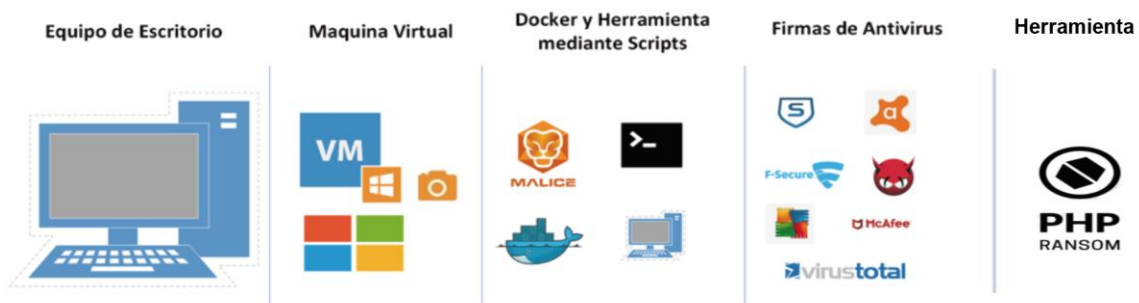 Equipo de Escritorio
Maquina Virtual
Docker y Herramienta
mediante Scripts
Firmas de Antivirus
Herramienta
VM
MALICE
>_
S
a
F-Secure
McAfee
virustotal
PHP
RANSOM